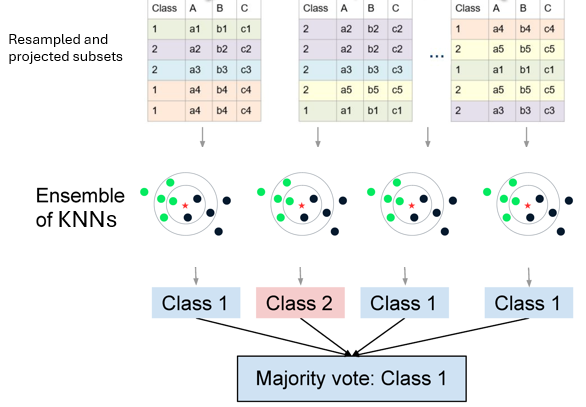 Class A B C
1 a1 b1 c1
2 a2 b2 c2
2 a3 b3 c3
1 a4 b4 c4
1 a4 b4 c4
Class A B C
2 a2 b2 c2
2 a2 b2 c2
2 a3 b3 c3
2 a5 b5 c5
1 a1 b1 c1
...
Class A B C
1 a4 b4 c4
2 a5 b5 c5
1 a1 b1 c1
2 a5 b5 c5
2 a3 b3 c3
Resampled and
projected subsets
Ensemble
of KNNs
Class 1
Class 2
Class 1
Class 1
Majority vote: Class 1